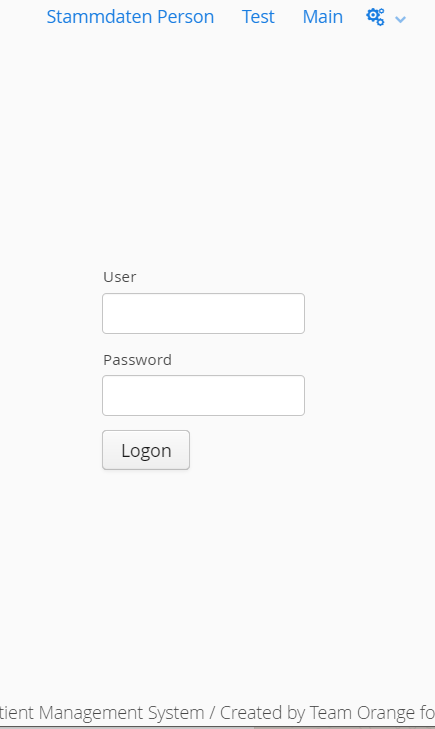 Stammdaten Person Test Main
User
Password
Logon
tient Management System / Created by Team Orange fo